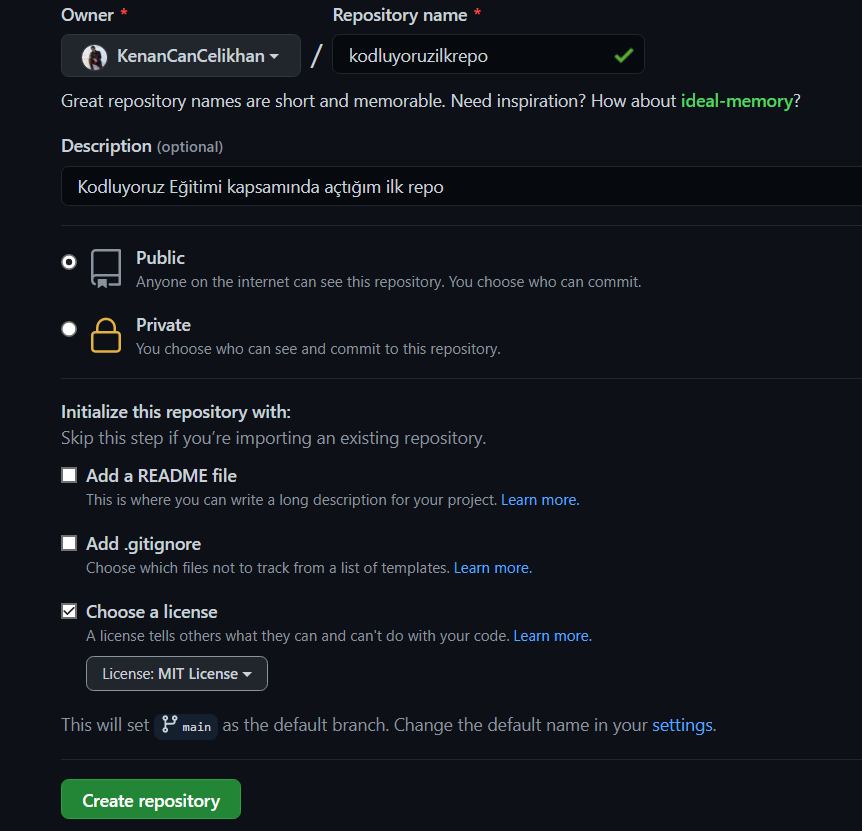 Owner * Repository name *
KenanCanCelikhan / kodluyoruzilkrepo
Great repository names are short and memorable. Need inspiration? How about ideal-memory?
Description (optional)
Kodluyoruz Eğitimi kapsamında açtığım ilk repo
Public
Anyone on the internet can see this repository. You choose who can commit.
Private
You choose who can see and commit to this repository.
Initialize this repository with:
Skip this step if you’re importing an existing repository.
Add a README file
This is where you can write a long description for your project. Learn more.
Add .gitignore
Choose which files not to track from a list of templates. Learn more.
Choose a license
A license tells others what they can and can't do with your code. Learn more.
License: MIT License
This will set main as the default branch. Change the default name in your settings.
Create repository